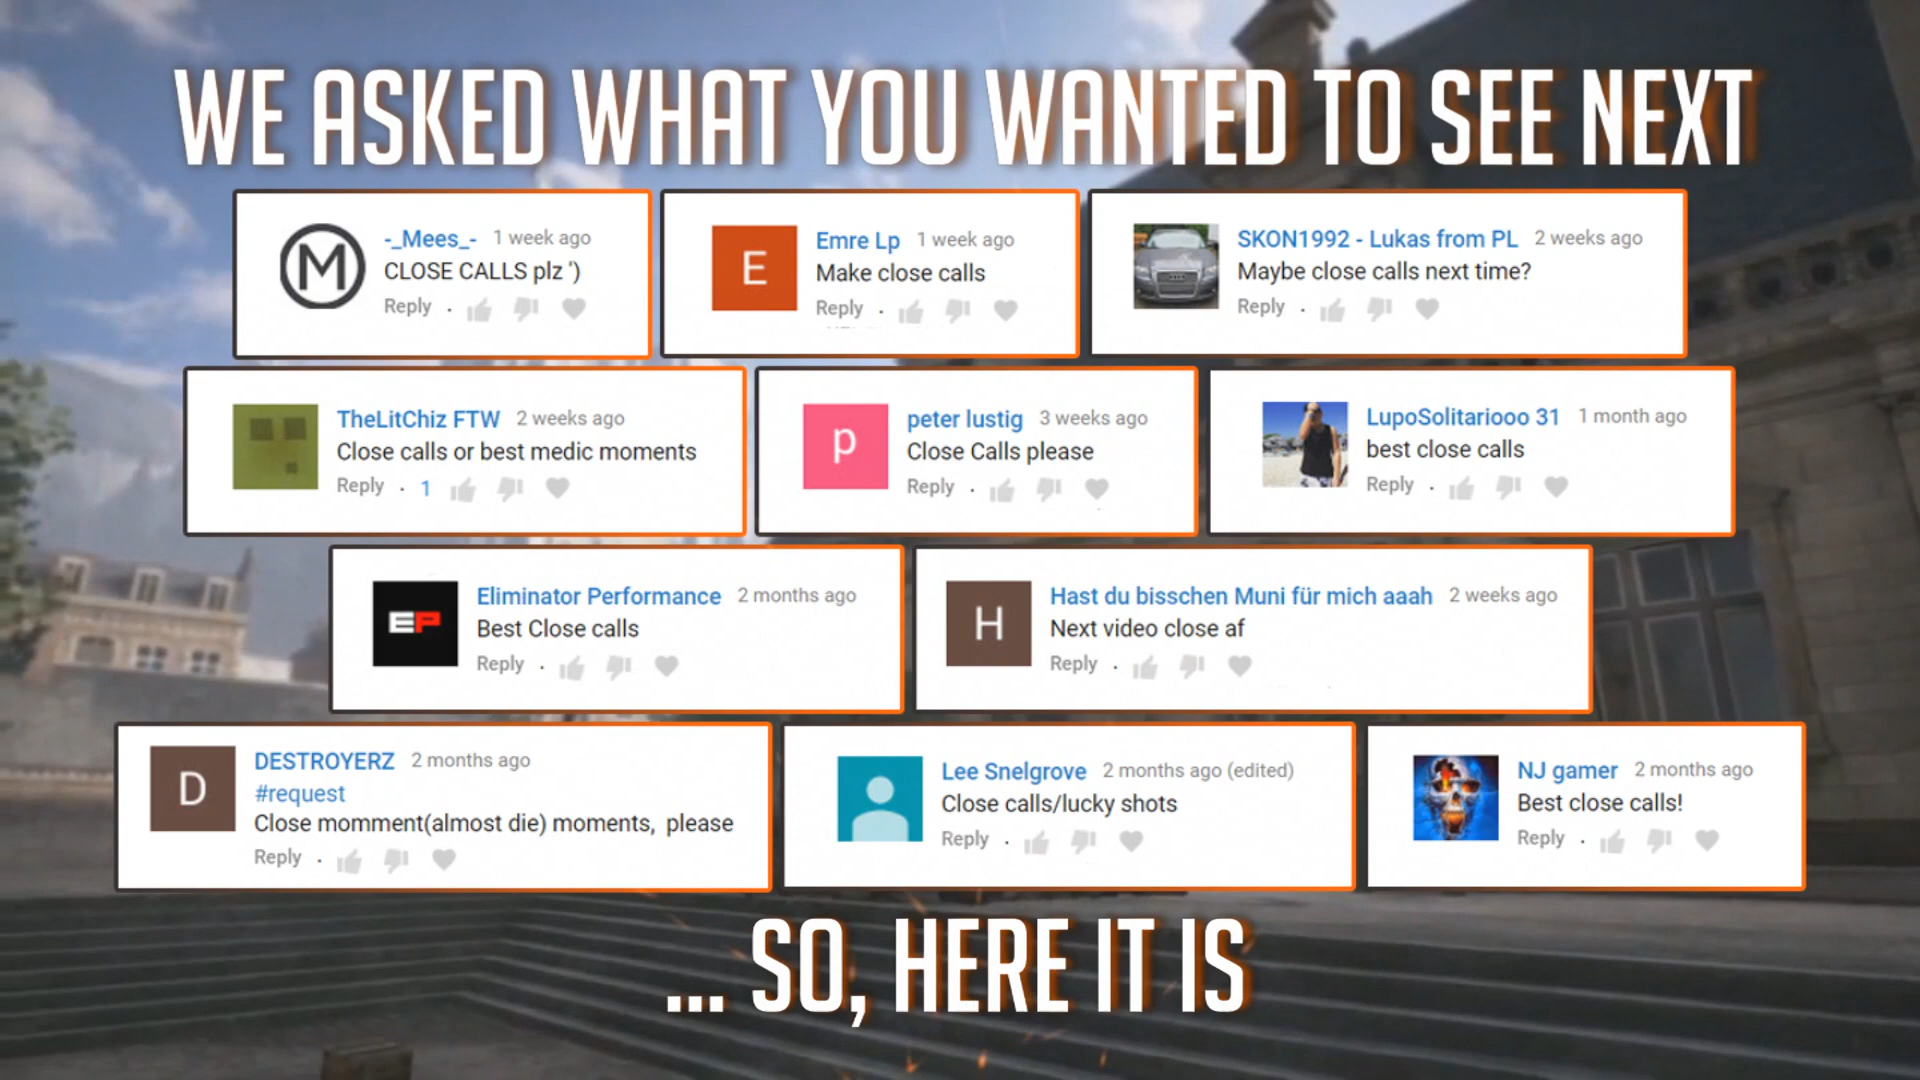 WE ASKED WHAT YOU WANTED TO SEE NEXT
M
-_Mees_- 1 week ago
CLOSE CALLS plz ')
Reply ·
E
Emre Lp 1 week ago
Make close calls
Reply ·
SKON1992 - Lukas from PL 2 weeks ago
Maybe close calls next time?
Reply ·
TheLitChiz FTW 2 weeks ago
Close calls or best medic moments
Reply · 1
p
peter lustig 3 weeks ago
Close Calls please
Reply ·
LupoSolitariooo 31 1 month ago
best close calls
Reply ·
EP
Eliminator Performance 2 months ago
Best Close calls
Reply ·
H
Hast du bisschen Muni für mich aaah 2 weeks ago
Next video close af
Reply ·
D
DESTROYERZ 2 months ago
#request
Close momment(almost die) moments, please
Reply ·
Lee Snelgrove 2 months ago (edited)
Close calls/lucky shots
Reply ·
NJ gamer 2 months ago
Best close calls!
Reply ·
... SO, HERE IT IS